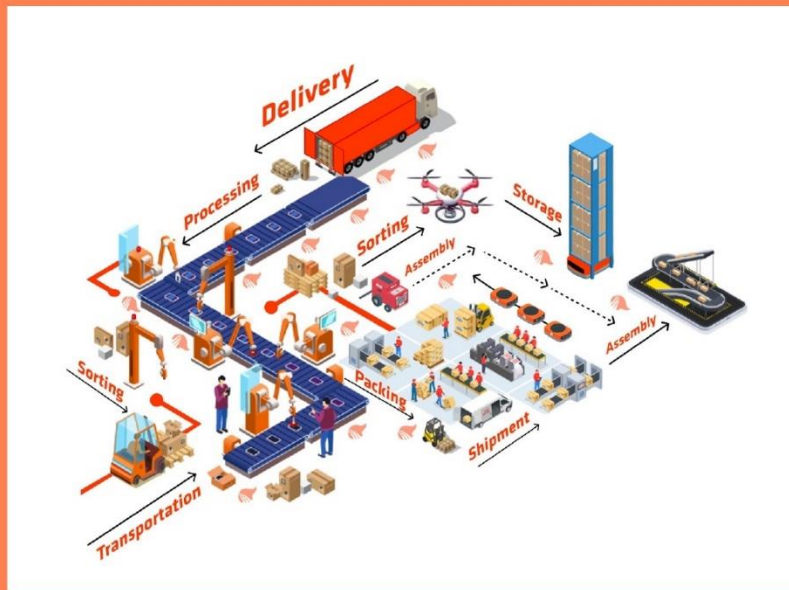 Delivery
Processing
Sorting
Storage
Assembly
Assembly
Sorting
Packing
Shipment
Transportation